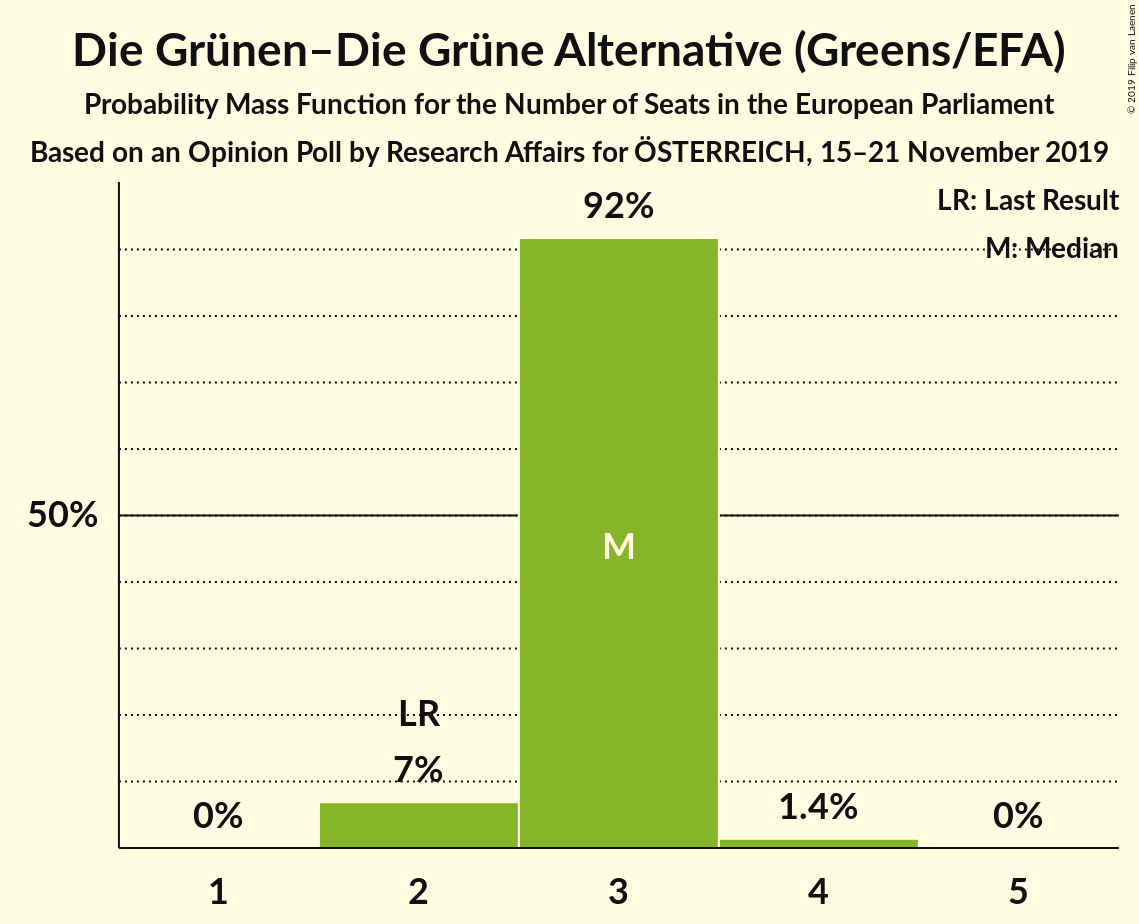 Die Grünen–Die Grüne Alternative (Greens/EFA)
Probability Mass Function for the Number of Seats in the European Parliament
Based on an Opinion Poll by Research Affairs for ÖSTERREICH, 15–21 November 2019
© 2019 Filip van Laenen
LR: Last Result
M: Median
92%
50%
M
LR
7%
0%
1.4%
0%
1 2 3 4 5